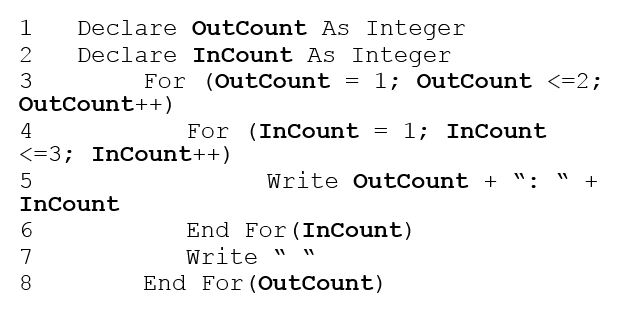 1   Declare OutCount As Integer
2   Declare InCount As Integer
3       For (OutCount = 1; OutCount <=2;
OutCount++)
4          For (InCount = 1; InCount
<=3; InCount++)
5               Write OutCount + “: “ +
InCount
6          End For(InCount)
7          Write “ “
8       End For(OutCount)